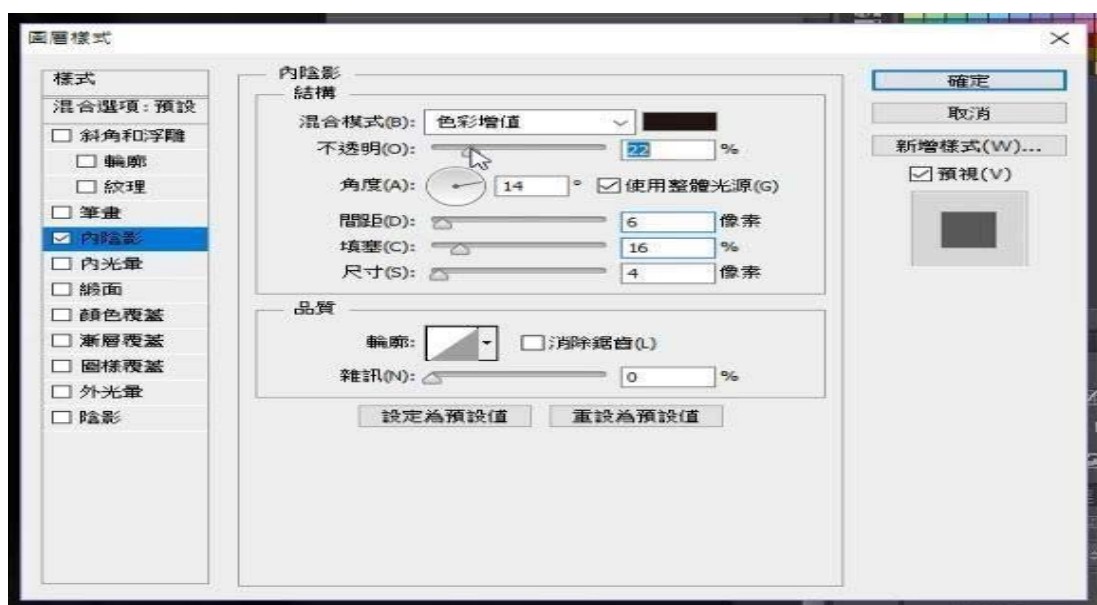 圖層樣式
樣式
混合選項:預設
斜角和浮雕
輪廓
紋理
筆畫
內陰影
內光暈
緞面
顏色覆蓋
漸層覆蓋
圖樣覆蓋
外光暈
陰影
內陰影
結構
混合模式(B): 色彩增值
不透明(O): 22 %
角度(A): 14 ° 使用整體光源(G)
間距(D): 6 像素
填塞(C): 16 %
尺寸(S): 4 像素
品質
輪廓: 消除鋸齒(L)
雜訊(N): 0 %
設定為預設值 重設為預設值
確定
取消
新增樣式(W)...
預視(V)